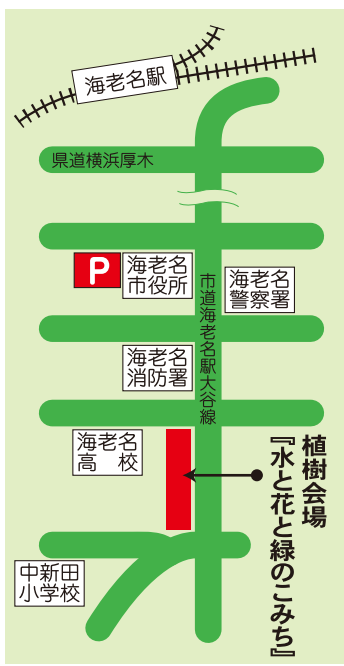 海老名駅
県道横浜厚木
P
海老名
市役所
海老名
警察署
市道海老名駅大谷線
海老名
消防署
海老名
高　校
植樹会場
『水と花と緑のこみち』
中新田
小学校